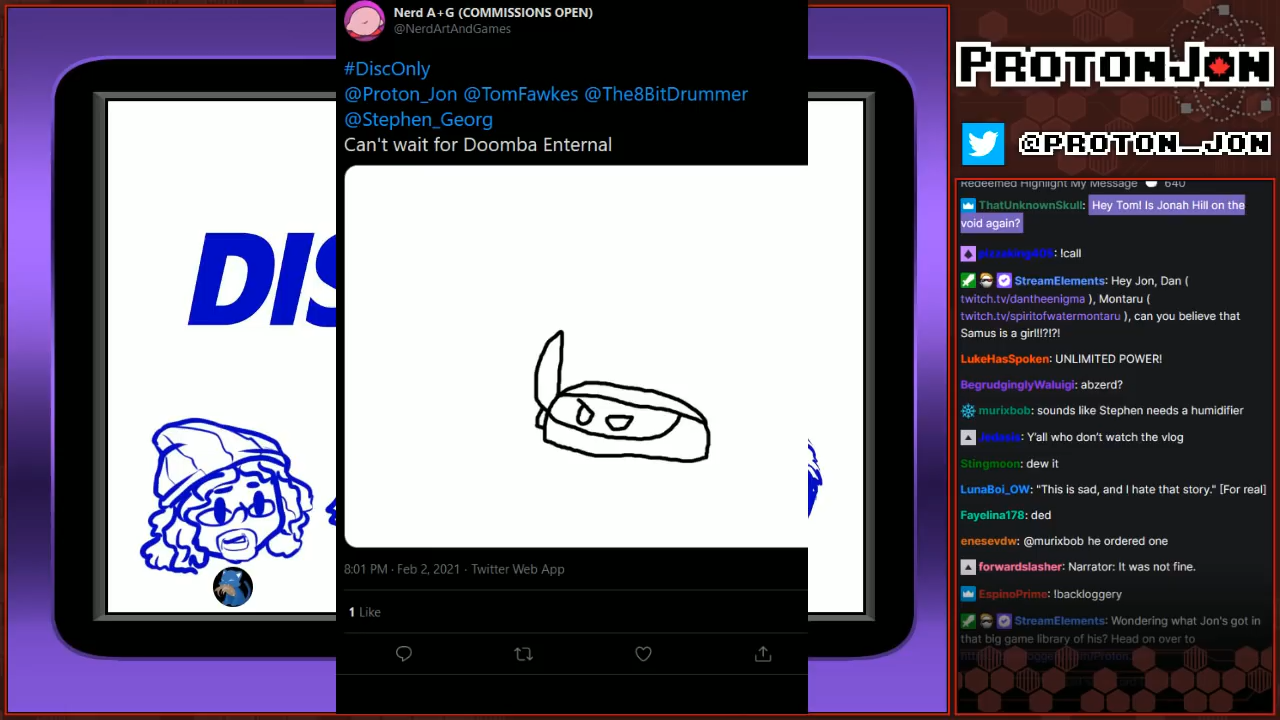 Nerd A+G (COMMISSIONS OPEN)
@NerdArtAndGames
#DiscOnly
@Proton_Jon @TomFawkes @The8BitDrummer
@Stephen_Georg
Can't wait for Doomba Enternal
8:01 PM · Feb 2, 2021 · Twitter Web App
1 Like
DIS
PROTONJON
@PROTON_JON
Redeemed Highlight My Message 640
ThatUnknownSkull: Hey Tom! Is Jonah Hill on the
void again?
: !call
StreamElements: Hey Jon, Dan (
twitch.tv/dantheenigma ), Montaru (
twitch.tv/spiritofwatermontaru ), can you believe that
Samus is a girl!!!?!?!
LukeHasSpoken: UNLIMITED POWER!
BegrudginglyWaluigi: abzerd?
murixbob: sounds like Stephen needs a humidifier
: Y'all who don't watch the vlog
Stingmoon: dew it
LunaBoi_OW: "This is sad, and I hate that story." [For real]
Fayelina178: ded
enesevdw: @murixbob he ordered one
forwardslasher: Narrator: It was not fine.
EspinoPrime: !backloggery
StreamElements: Wondering what Jon's got in
that big game library of his? Head on over to